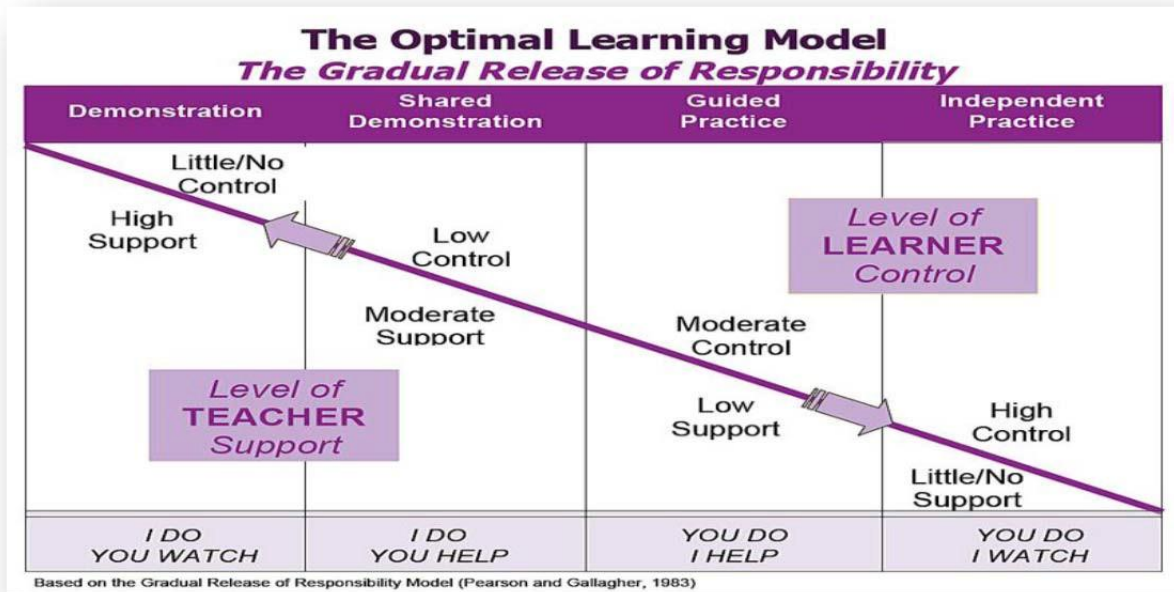 The Optimal Learning Model
The Gradual Release of Responsibility
Demonstration
Shared
Demonstration
Guided
Practice
Independent
Practice
Little/No
Control
High
Support
Low
Control
Moderate
Support
Level of
TEACHER
Support
Level of
LEARNER
Control
Moderate
Control
Low
Support
High
Control
Little/No
Support
I DO
YOU WATCH
I DO
YOU HELP
YOU DO
I HELP
YOU DO
I WATCH
Based on the Gradual Release of Responsibility Model (Pearson and Gallagher, 1983)